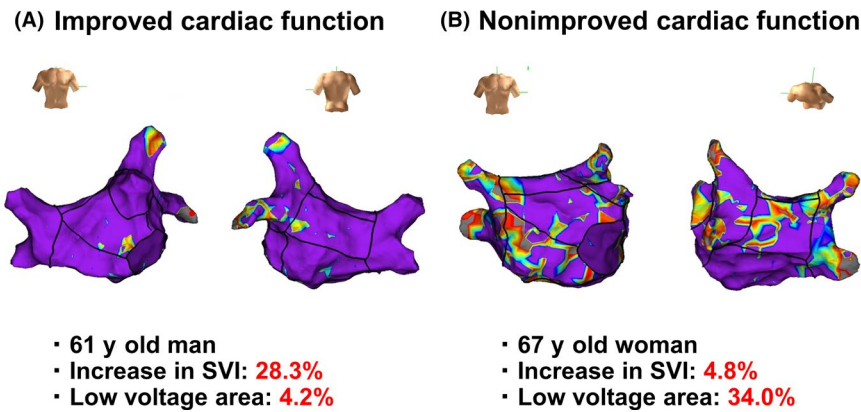 (A) Improved cardiac function
(B) Nonimproved cardiac function
・61 y old man
・Increase in SVI: 28.3%
・Low voltage area: 4.2%
・67 y old woman
・Increase in SVI: 4.8%
・Low voltage area: 34.0%